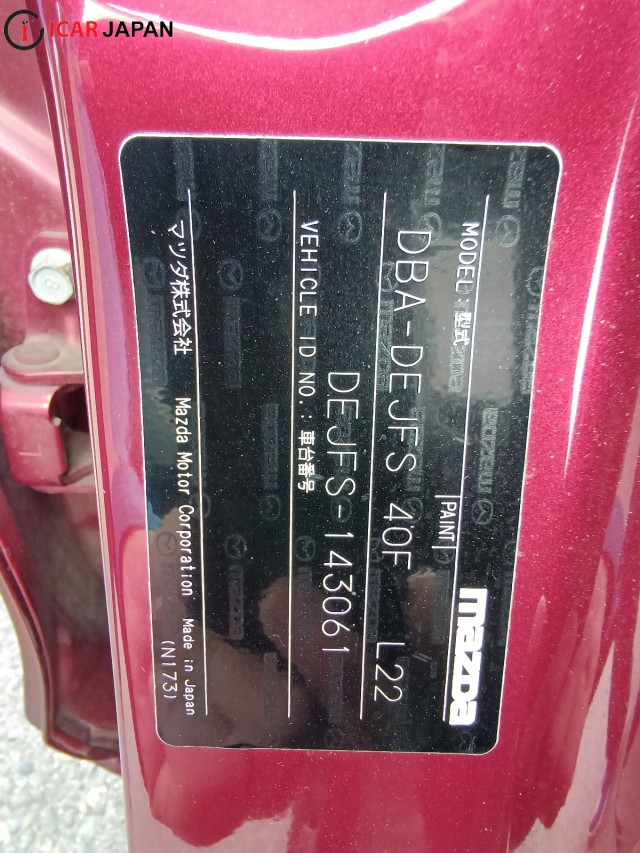 ICAR JAPAN
mazda
MODEL:型式 PAINT
DBA-DEJFS 40F L22
VEHICLE ID NO.:車台番号
DEJFS-143061
マツダ株式会社 Mazda Motor Corporation Made in Japan
(N173)
8